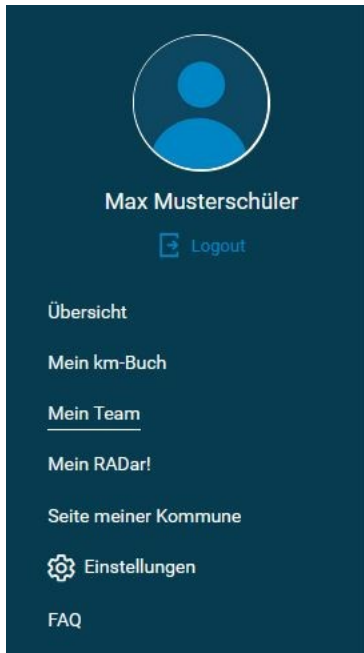 Max Musterschüler
Logout
Übersicht
Mein km-Buch
Mein Team
Mein RADar!
Seite meiner Kommune
Einstellungen
FAQ